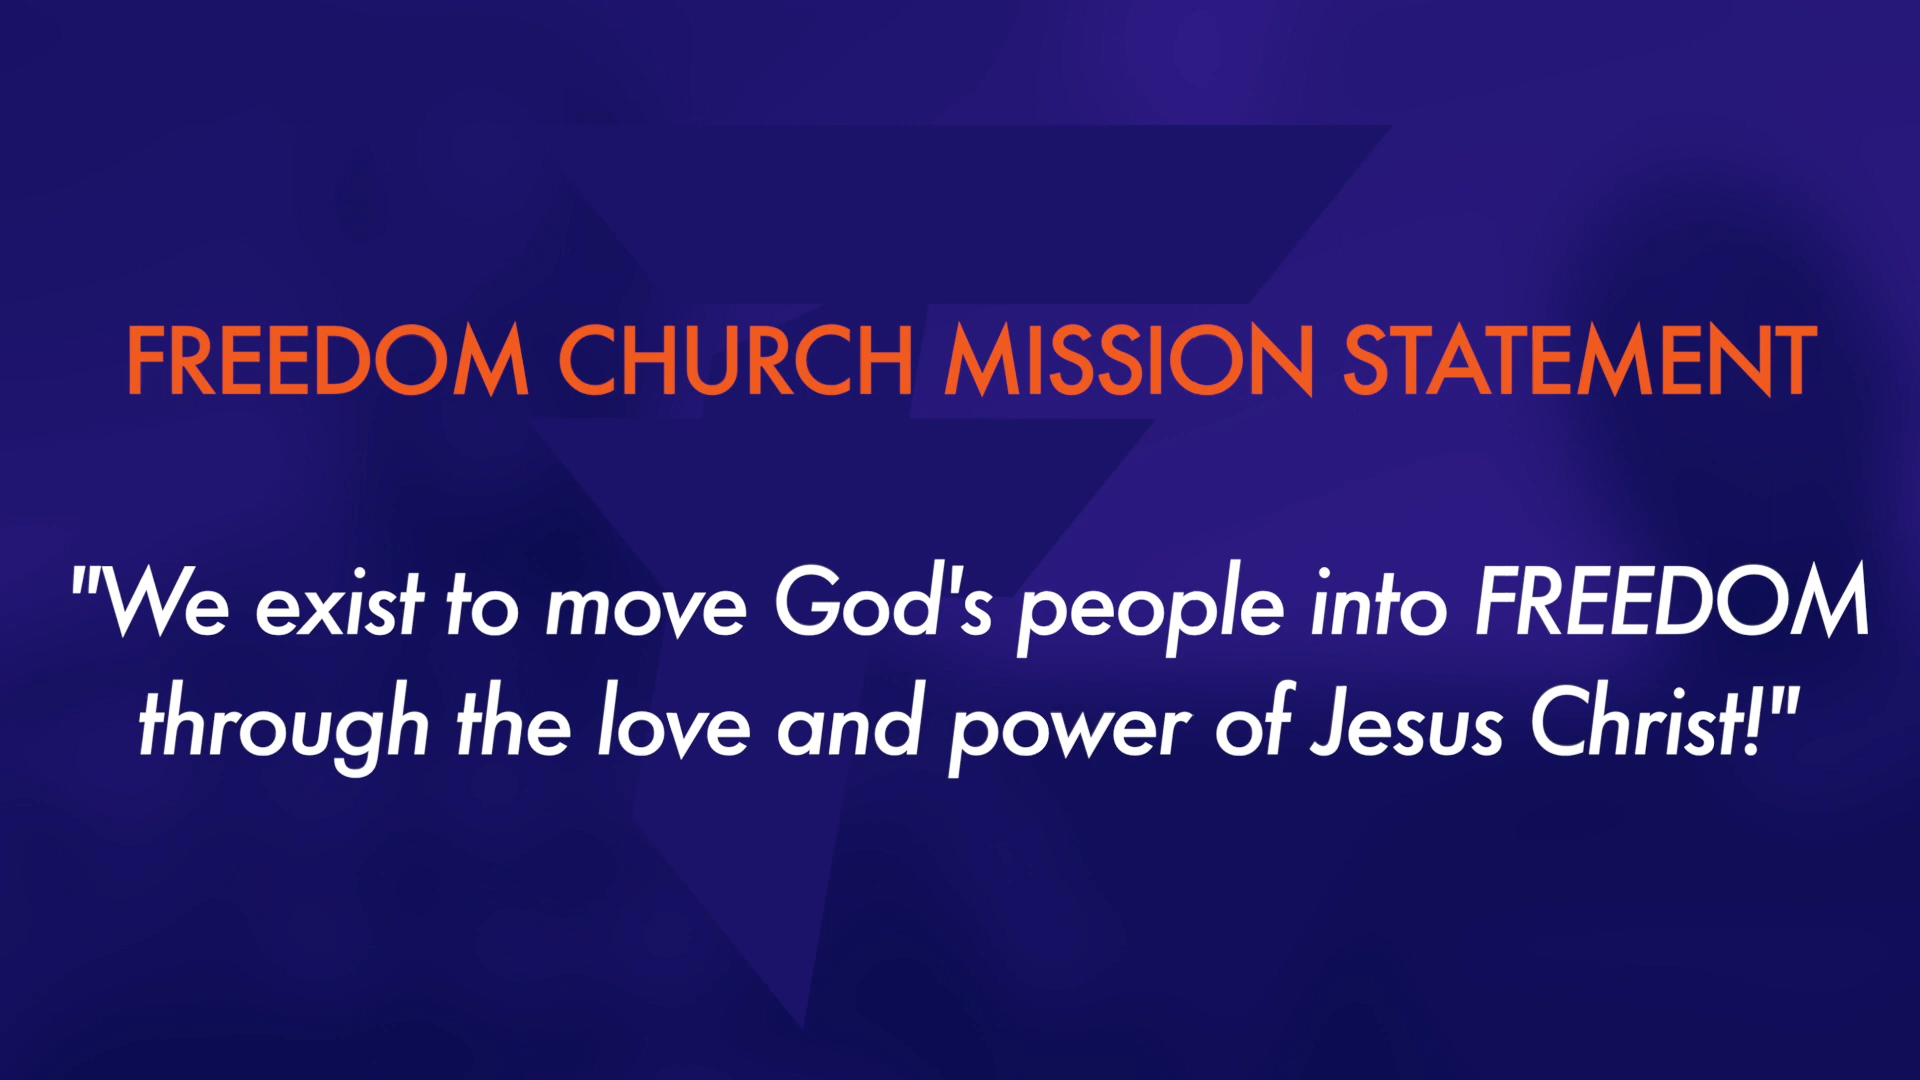 FREEDOM CHURCH MISSION STATEMENT
"We exist to move God's people into FREEDOM
through the love and power of Jesus Christ!"